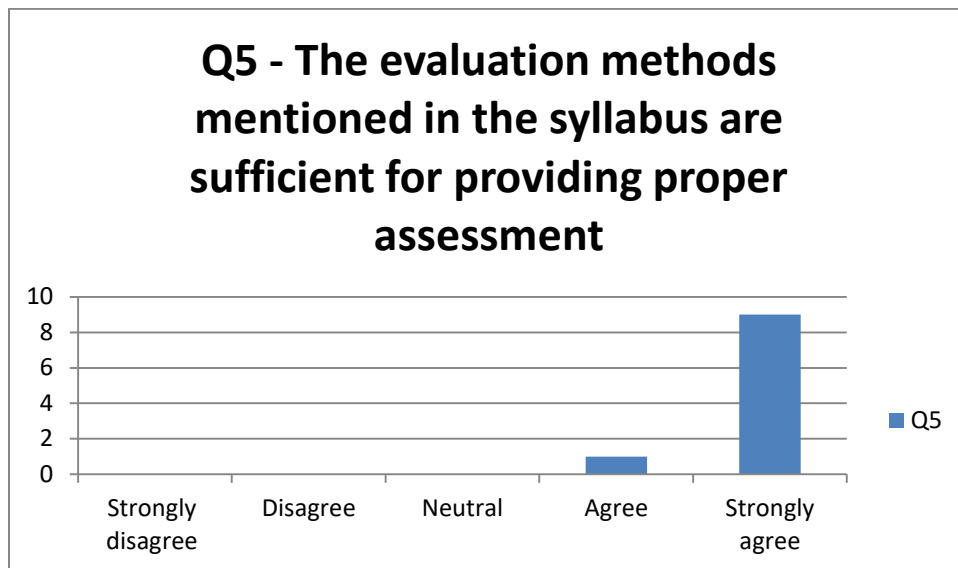 Q5 - The evaluation methods
mentioned in the syllabus are
sufficient for providing proper
assessment
10
8
6
4
2
0
Strongly
disagree
Disagree
Neutral
Agree
Strongly
agree
Q5